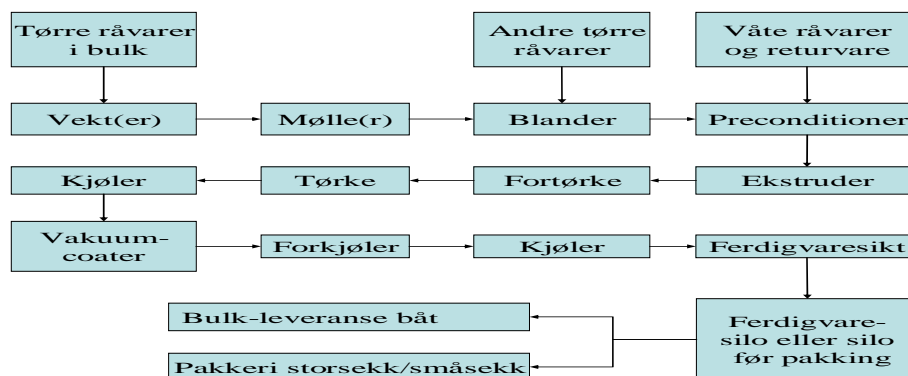 Tørre råvarer
i bulk
Andre tørre
råvarer
Våte råvarer
og returvare
Vekt(er)
Mølle(r)
Blander
Preconditioner
Kjøler
Tørke
Fortørke
Ekstruder
Vakuum-
coater
Forkjøler
Kjøler
Ferdigvaresikt
Bulk-leveranse båt
Pakkeri storsekk/småsekk
Ferdigvare-
silo eller silo
før pakking